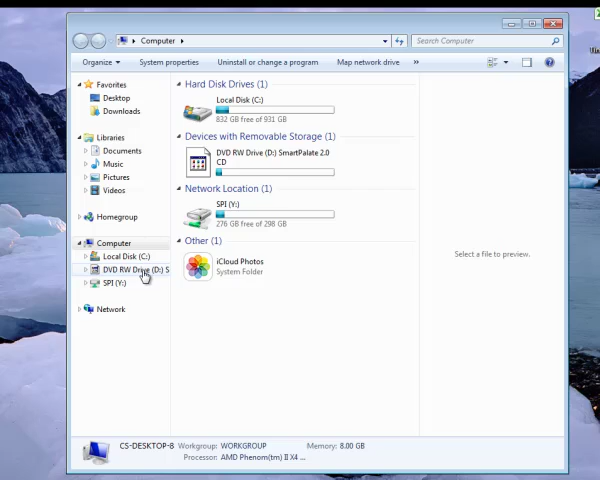 Computer
Search Computer
Organize
System properties
Uninstall or change a program
Map network drive
»
Favorites
Desktop
Downloads
Libraries
Documents
Music
Pictures
Videos
Homegroup
Computer
Local Disk (C:)
DVD RW Drive (D:) S
SPI (Y:)
Network
Hard Disk Drives (1)
Local Disk (C:)
832 GB free of 931 GB
Devices with Removable Storage (1)
DVD RW Drive (D:) SmartPalate 2.0
CD
Network Location (1)
SPI (Y:)
276 GB free of 298 GB
Other (1)
iCloud Photos
System Folder
Select a file to preview.
CS-DESKTOP-8 Workgroup: WORKGROUP Memory: 8.00 GB
Processor: AMD Phenom(tm) II X4 ...